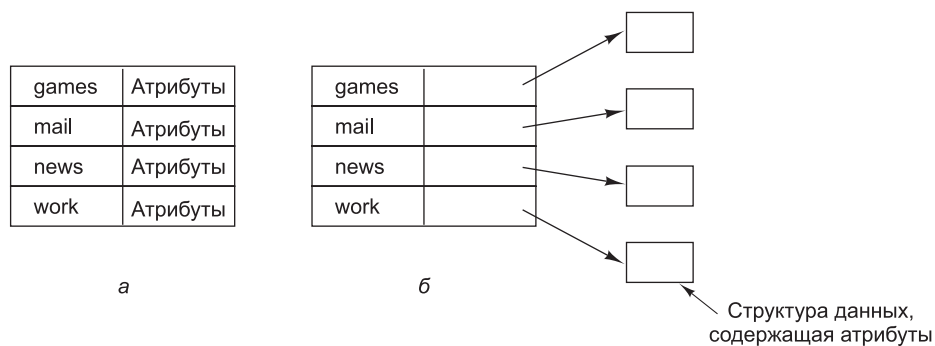 games Атрибуты
mail Атрибуты
news Атрибуты
work Атрибуты
а
games
mail
news
work
б
Структура данных,
содержащая атрибуты